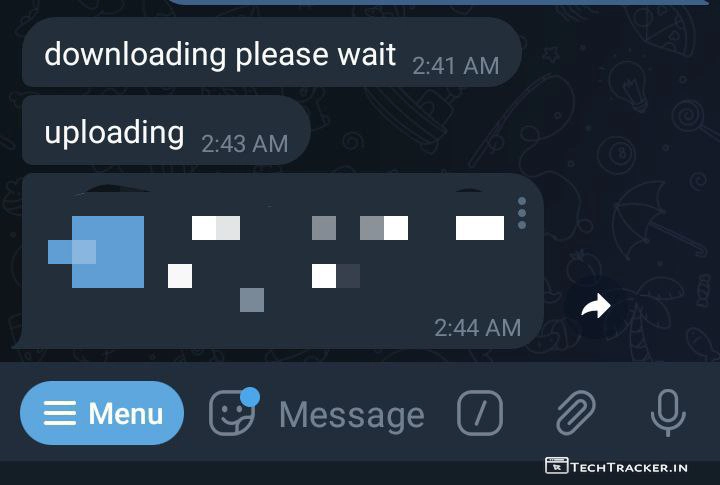 downloading please wait 2:41 AM
uploading 2:43 AM
2:44 AM
Menu Message
TECHTRACKER.IN